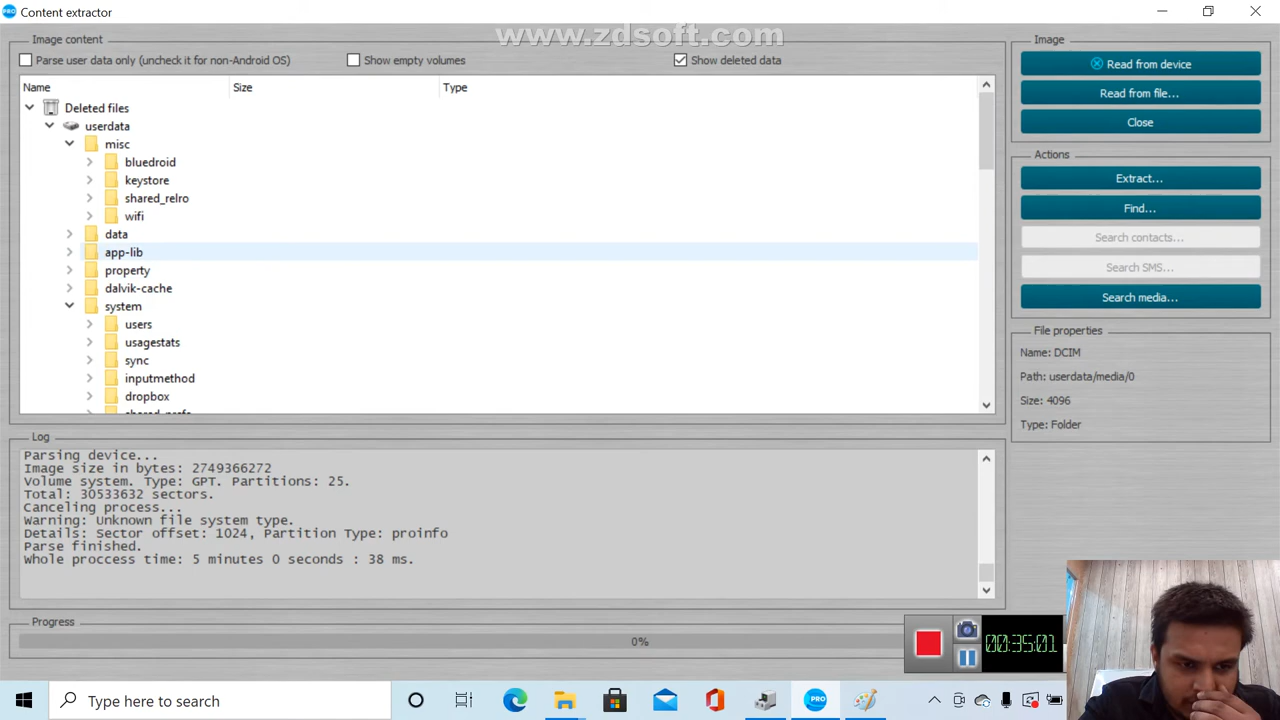 Content extractor
www.zdsoft.com
Image content
Parse user data only (uncheck it for non-Android OS)
Show empty volumes
Show deleted data
Name Size Type
Deleted files
userdata
misc
bluedroid
keystore
shared_relro
wifi
data
app-lib
property
dalvik-cache
system
users
usagestats
sync
inputmethod
dropbox
shared_prefs
Image
Read from device
Read from file...
Close
Actions
Extract...
Find...
Search contacts...
Search SMS...
Search media...
File properties
Name: DCIM
Path: userdata/media/0
Size: 4096
Type: Folder
Log
Parsing device...
Image size in bytes: 2749366272
Volume system. Type: GPT. Partitions: 25.
Total: 30533632 sectors.
Canceling process...
Warning: Unknown file system type.
Details: Sector offset: 1024, Partition Type: proinfo
Parse finished.
Whole proccess time: 5 minutes 0 seconds : 38 ms.
Progress
0%
00:35:01
Type here to search
PRO